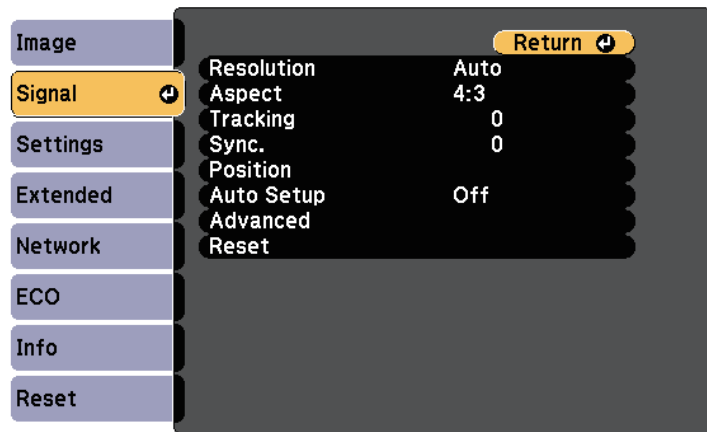 Image
Signal
Settings
Extended
Network
ECO
Info
Reset
Return
Resolution Auto
Aspect 4:3
Tracking 0
Sync. 0
Position
Auto Setup Off
Advanced
Reset